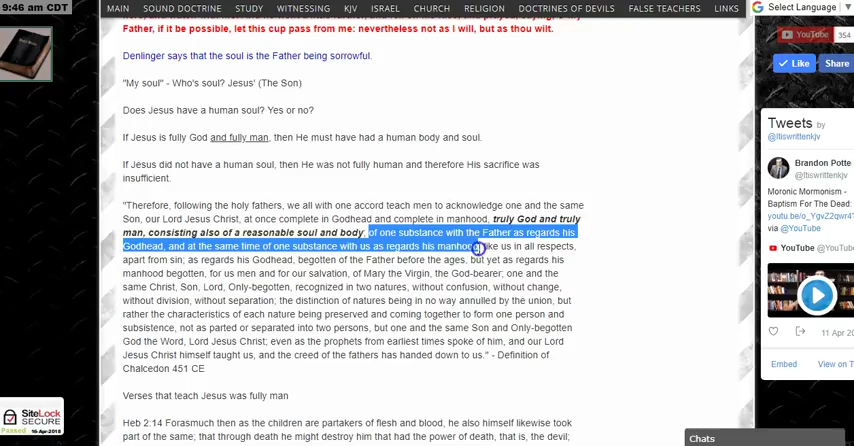 9:46 am CDT
MAIN SOUND DOCTRINE STUDY WITNESSING KJV ISRAEL CHURCH RELIGION DOCTRINES OF DEVILS FALSE TEACHERS LINKS
Select Language ▼
Father, if it be possible, let this cup pass from me: nevertheless not as I will, but as thou wilt.
Denlinger says that the soul is the Father being sorrowful.
"My soul" - Who's soul? Jesus' (The Son)
Does Jesus have a human soul? Yes or no?
If Jesus is fully God and fully man, then He must have had a human body and soul.
If Jesus did not have a human soul, then He was not fully human and therefore His sacrifice was
insufficient.
"Therefore, following the holy fathers, we all with one accord teach men to acknowledge one and the same
Son, our Lord Jesus Christ, at once complete in Godhead and complete in manhood, truly God and truly
man, consisting also of a reasonable soul and body; of one substance with the Father as regards his
Godhead, and at the same time of one substance with us as regards his manhood; like us in all respects,
apart from sin; as regards his Godhead, begotten of the Father before the ages, but yet as regards his
manhood begotten, for us men and for our salvation, of Mary the Virgin, the God-bearer; one and the
same Christ, Son, Lord, Only-begotten, recognized in two natures, without confusion, without change,
without division, without separation; the distinction of natures being in no way annulled by the union, but
rather the characteristics of each nature being preserved and coming together to form one person and
subsistence, not as parted or separated into two persons, but one and the same Son and Only-begotten
God the Word, Lord Jesus Christ; even as the prophets from earliest times spoke of him, and our Lord
Jesus Christ himself taught us, and the creed of the fathers has handed down to us." - Definition of
Chalcedon 451 CE
Verses that teach Jesus was fully man
Heb 2:14 Forasmuch then as the children are partakers of flesh and blood, he also himself likewise took
part of the same; that through death he might destroy him that had the power of death, that is, the devil;
YouTube 354
Like Share
Tweets by
@Itiswrittenkjv
Brandon Potte
@itiswrittenkjv
Moronic Mormonism -
Baptism For The Dead:
youtu.be/o_YgvZ2qwr4?
via @YouTube
YouTube @YouTube
11 Apr 20
Embed View on T
SiteLock
SECURE
Passed 16-Apr-2018
Chats